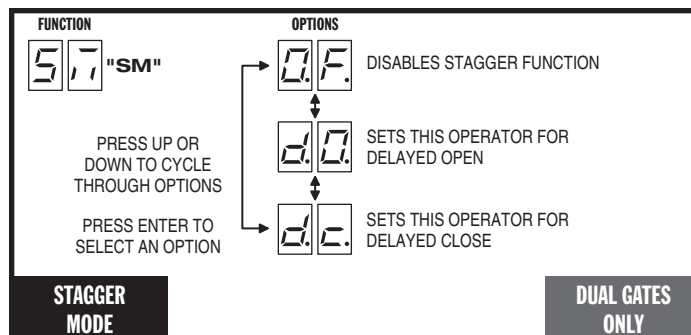 FUNCTION
OPTIONS
SM "SM"
O.F. DISABLES STAGGER FUNCTION
PRESS UP OR
DOWN TO CYCLE
THROUGH OPTIONS
d.O. SETS THIS OPERATOR FOR
DELAYED OPEN
PRESS ENTER TO
SELECT AN OPTION
d.c. SETS THIS OPERATOR FOR
DELAYED CLOSE
STAGGER
MODE
DUAL GATES
ONLY